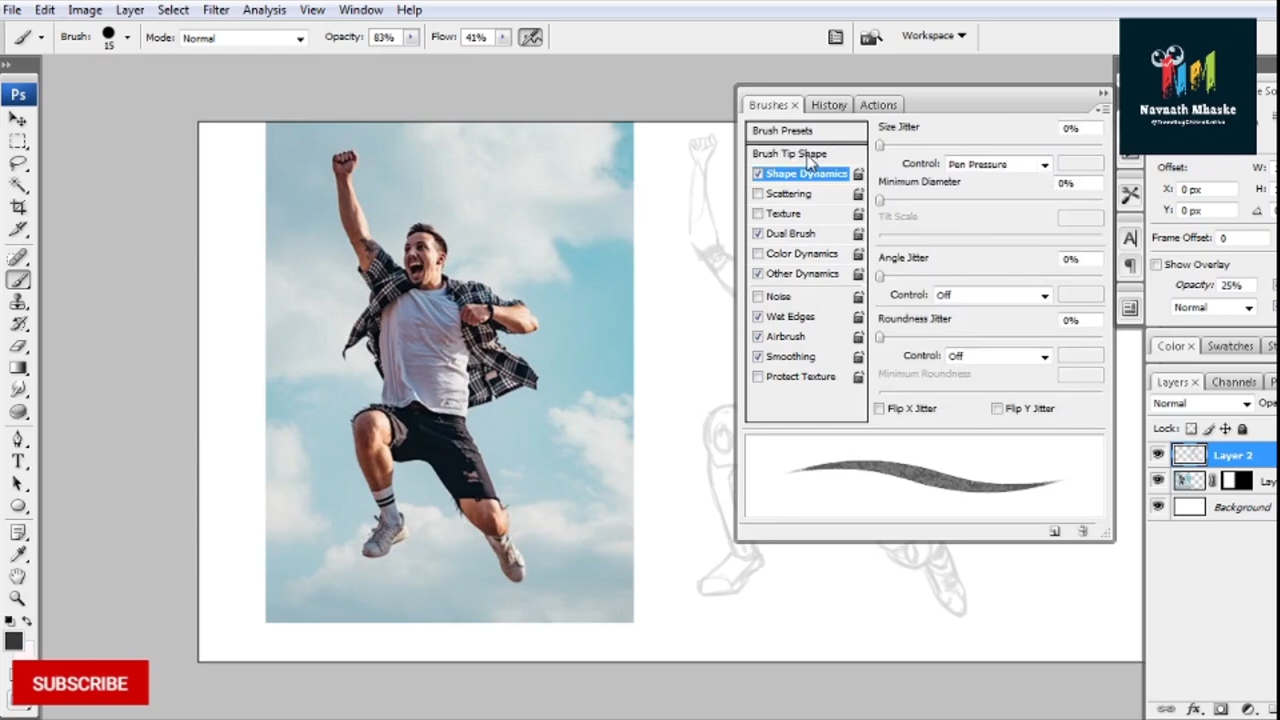 File Edit Image Layer Select Filter Analysis View Window Help
Brush: 15 Mode: Normal Opacity: 83% Flow: 41% Workspace
Ps
Navnath Mhaske
Brushes × History Actions
Brush Presets
Brush Tip Shape
Shape Dynamics
Scattering
Texture
Dual Brush
Color Dynamics
Other Dynamics
Noise
Wet Edges
Airbrush
Smoothing
Protect Texture
Size Jitter 0%
Control: Pen Pressure
Minimum Diameter 0%
Tilt Scale
Angle Jitter 0%
Control: Off
Roundness Jitter 0%
Control: Off
Minimum Roundness
Flip X Jitter Flip Y Jitter
Offset: W:
X: 0 px H:
Y: 0 px
Frame Offset: 0
Show Overlay
Opacity: 25%
Normal
Color × Swatches
Layers × Channels
Normal
Lock:
Layer 2
Background
T
A
fx
SUBSCRIBE